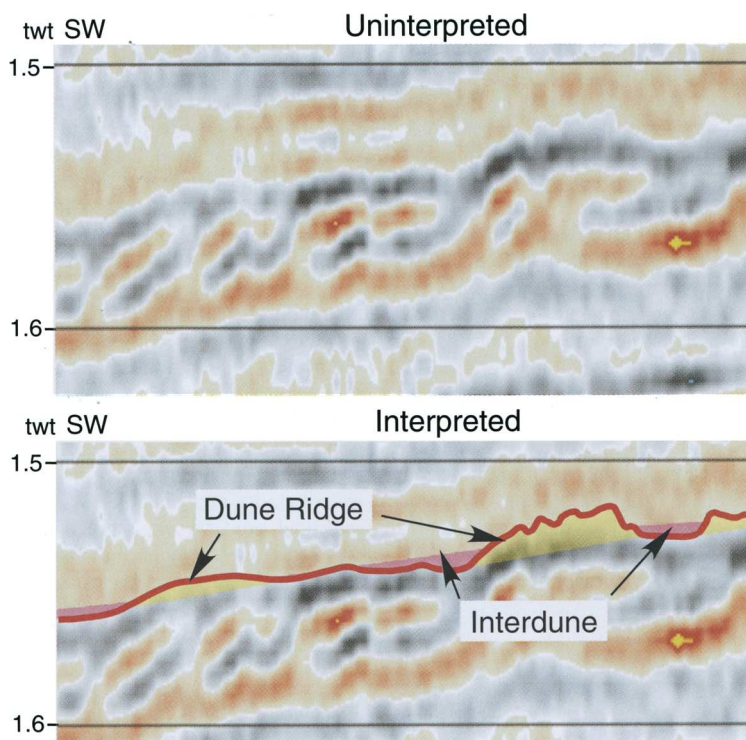 Uninterpreted
twt SW
1.5
1.6
Interpreted
twt SW
1.5
Dune Ridge
Interdune
1.6